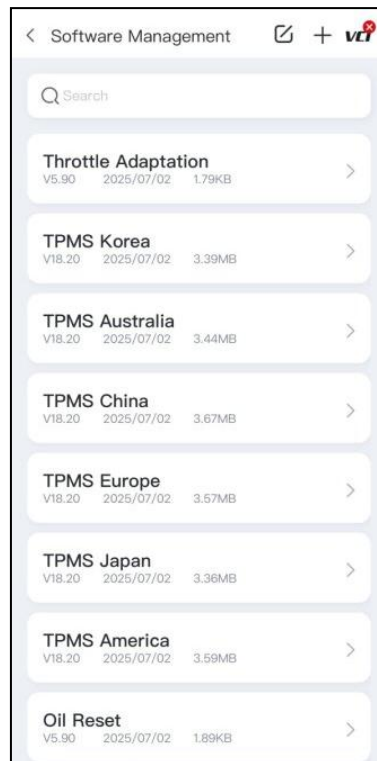 Software Management
VCI
Search
Throttle Adaptation
V5.90 2025/07/02 1.79KB
TPMS Korea
V18.20 2025/07/02 3.39MB
TPMS Australia
V18.20 2025/07/02 3.44MB
TPMS China
V18.20 2025/07/02 3.67MB
TPMS Europe
V18.20 2025/07/02 3.57MB
TPMS Japan
V18.20 2025/07/02 3.36MB
TPMS America
V18.20 2025/07/02 3.59MB
Oil Reset
V5.90 2025/07/02 1.89KB